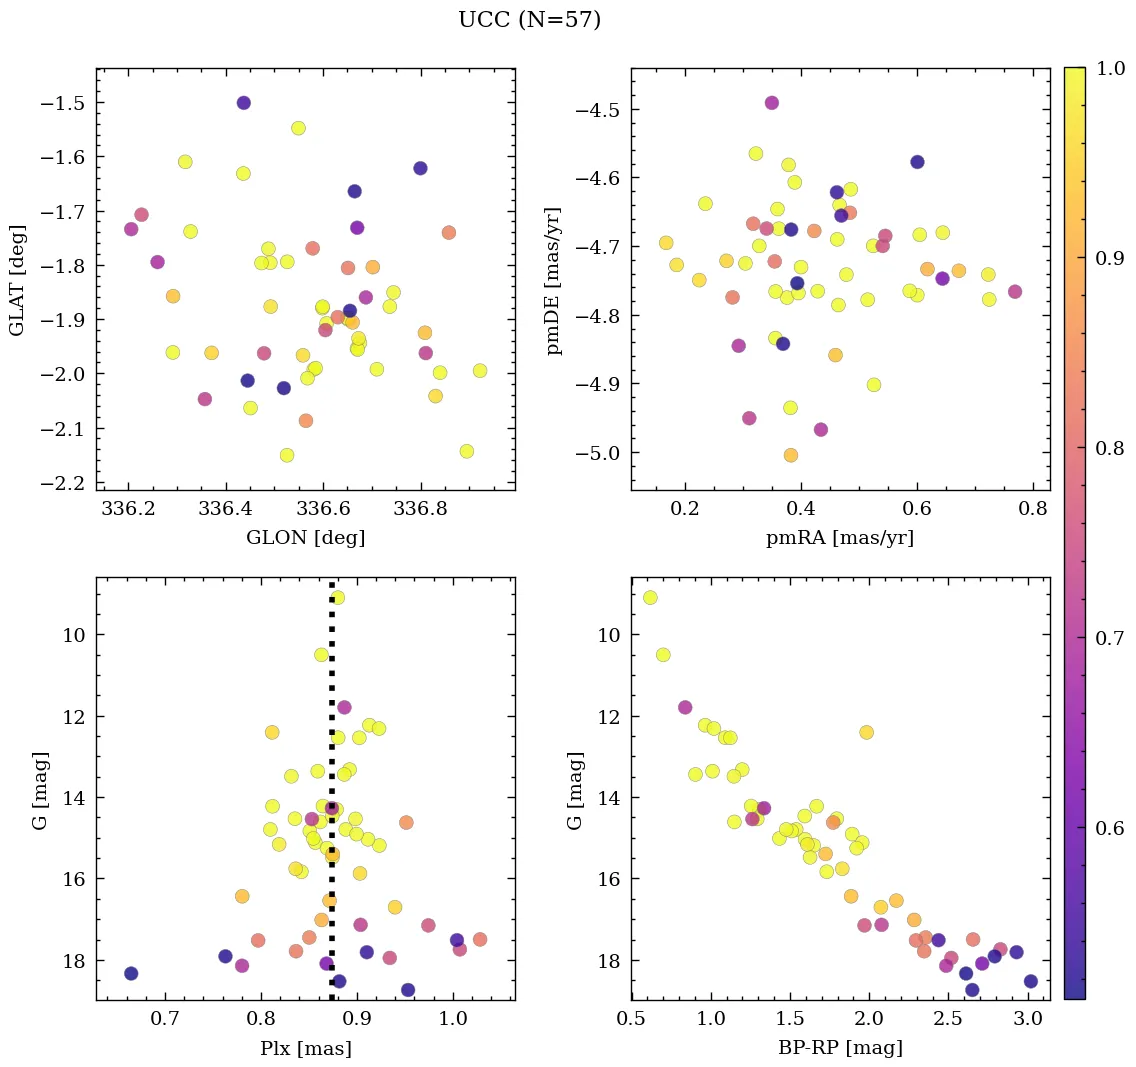 UCC (N=57)
−1.5
−1.6
−1.7
−1.8
−1.9
−2.0
−2.1
−2.2
GLAT [deg]
336.2 336.4 336.6 336.8
GLON [deg]
−4.5
−4.6
−4.7
−4.8
−4.9
−5.0
pmDE [mas/yr]
0.2 0.4 0.6 0.8
pmRA [mas/yr]
10
12
14
16
18
G [mag]
0.7 0.8 0.9 1.0
Plx [mas]
10
12
14
16
18
G [mag]
0.5 1.0 1.5 2.0 2.5 3.0
BP-RP [mag]
1.0
0.9
0.8
0.7
0.6